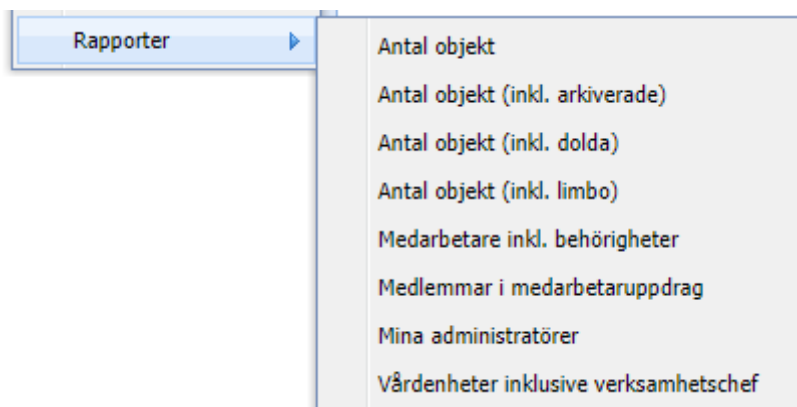 Rapporter
Antal objekt
Antal objekt (inkl. arkiverade)
Antal objekt (inkl. dolda)
Antal objekt (inkl. limbo)
Medarbetare inkl. behörigheter
Medlemmar i medarbetaruppdrag
Mina administratörer
Vårdenheter inklusive verksamhetschef